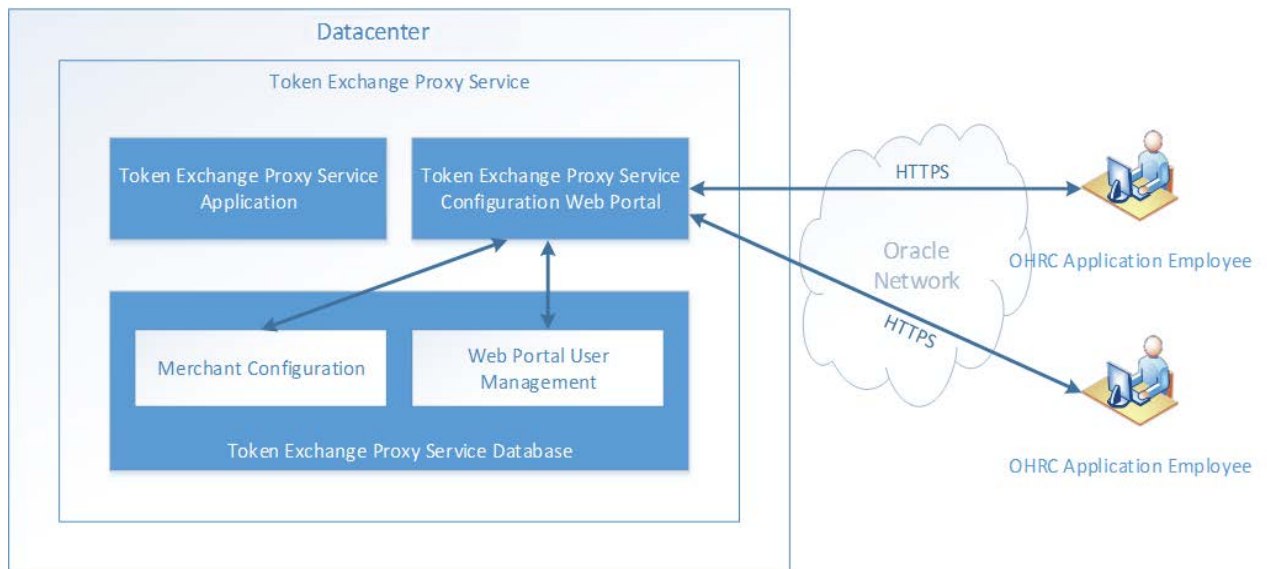 Datacenter
Token Exchange Proxy Service
Token Exchange Proxy Service
Application
Token Exchange Proxy Service
Configuration Web Portal
HTTPS
OHRC Application Employee
Oracle
Network
HTTPS
Merchant Configuration
Web Portal User
Management
Token Exchange Proxy Service Database
OHRC Application Employee